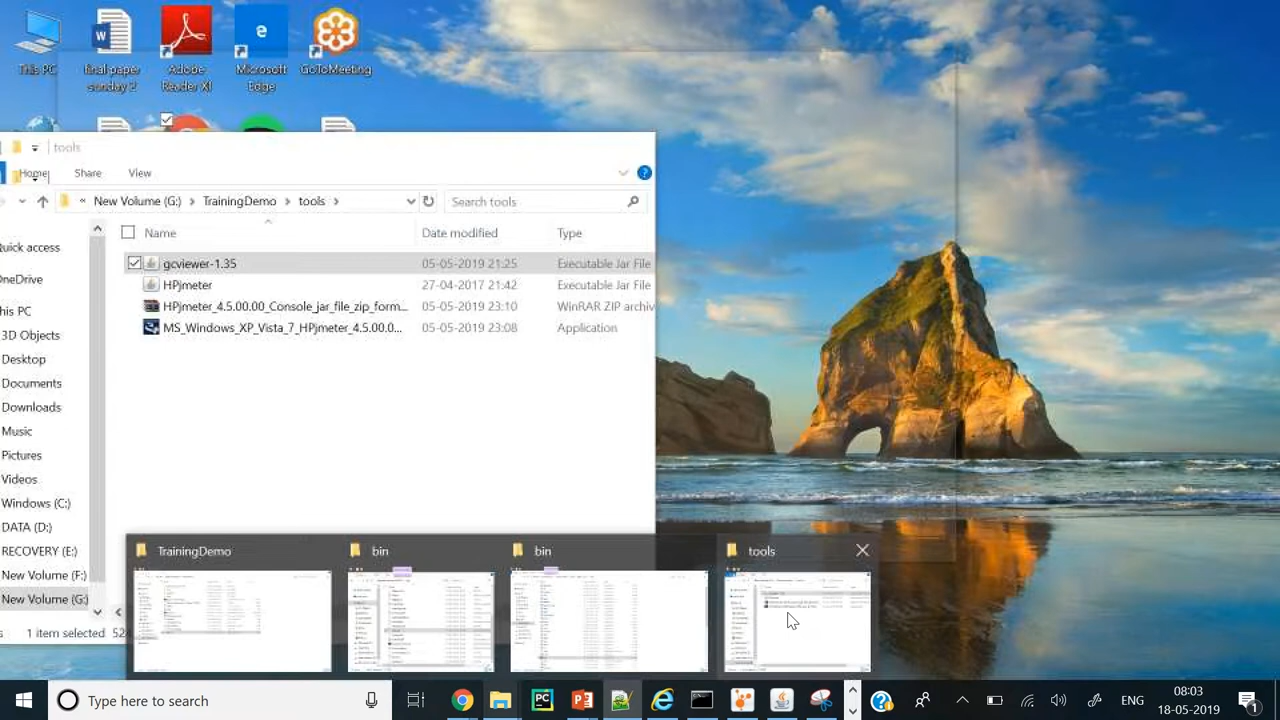 This PC
final paper sunday 2
Adobe Reader XI
Microsoft Edge
GoToMeeting
tools
Home
Share
View
« New Volume (G:) > TrainingDemo > tools >
Search tools
Name
Date modified
Type
gcviewer-1.35
05-05-2019 21:25
Executable Jar File
HPjmeter
27-04-2017 21:42
Executable Jar File
HPjmeter_4.5.00.00_Console_jar_file_zip_form...
05-05-2019 23:10
WinRAR ZIP archiv
MS_Windows_XP_Vista_7_HPjmeter_4.5.00.0...
05-05-2019 23:08
Application
uick access
neDrive
his PC
3D Objects
Desktop
Documents
Downloads
Music
Pictures
Videos
Windows (C:)
DATA (D:)
RECOVERY (E:)
New Volume (F:)
New Volume (G:)
1 item selected
TrainingDemo
bin
bin
tools
Type here to search
ENG
18-05-2019